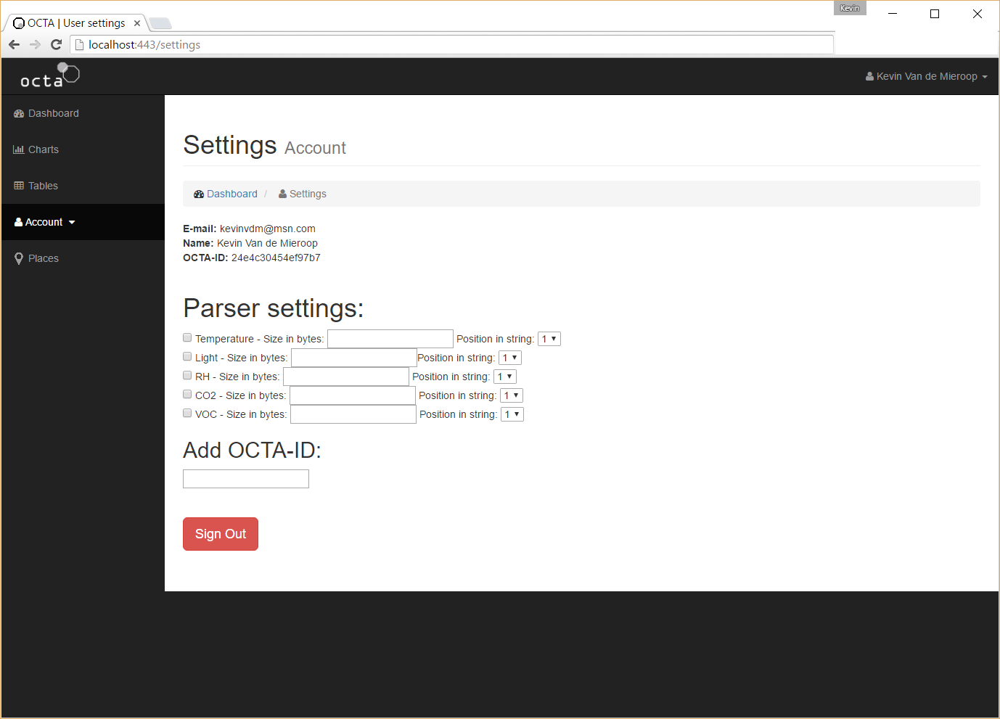 Kevin
OCTA | User settings
localhost:443/settings
octa
Kevin Van de Mieroop
Dashboard
Charts
Tables
Account
Places
Settings Account
Dashboard / Settings
E-mail: kevinvdm@msn.com
Name: Kevin Van de Mieroop
OCTA-ID: 24e4c30454ef97b7
Parser settings:
Temperature - Size in bytes: Position in string: 1
Light - Size in bytes: Position in string: 1
RH - Size in bytes: Position in string: 1
CO2 - Size in bytes: Position in string: 1
VOC - Size in bytes: Position in string: 1
Add OCTA-ID:
Sign Out